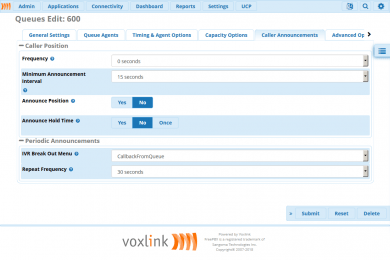 Admin Applications Connectivity Dashboard Reports Settings UCP
Queues Edit: 600
General Settings Queue Agents Timing & Agent Options Capacity Options Caller Announcements Advanced Op
Caller Position
Frequency 0 seconds
Minimum Announcement Interval 15 seconds
Announce Position Yes No
Announce Hold Time Yes No Once
Periodic Announcements
IVR Break Out Menu CallbackFromQueue
Repeat Frequency 30 seconds
» Submit Reset Delete
voxlink
Powered by Voxlink
FreePBX is a registered trademark of
Sangoma Technologies Inc.
Copyright© 2007-2018